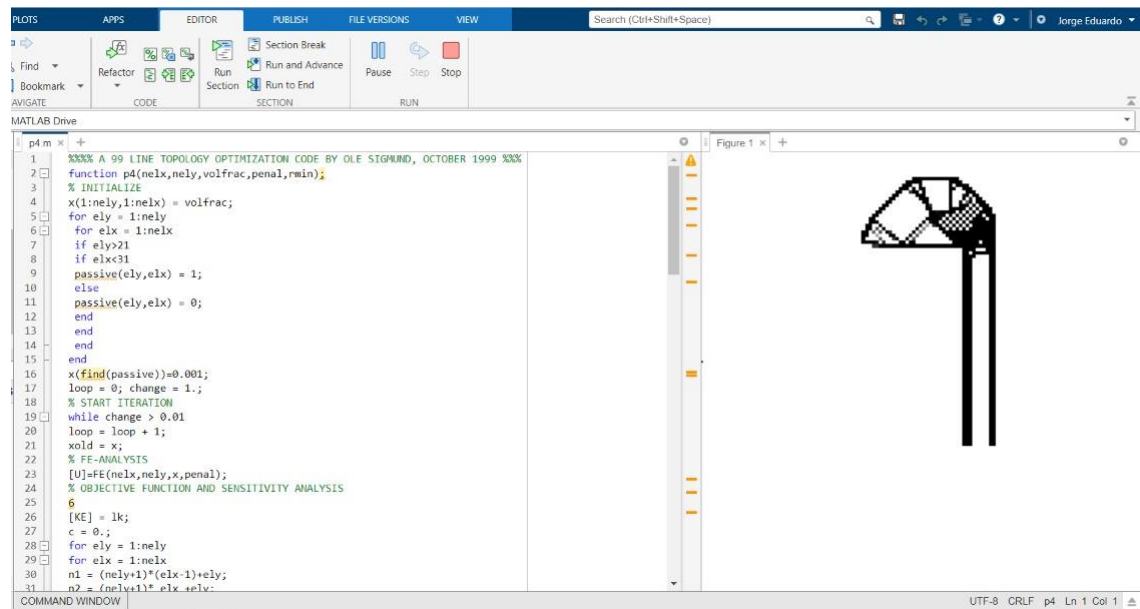 PLOTS APPS EDITOR PUBLISH FILE VERSIONS VIEW Search (Ctrl+Shift+Space) Jorge Eduardo
Find
Bookmark
Refactor
Run
Section
Section Break
Run and Advance
Run to End
Pause Step Stop
AVIGATE CODE SECTION RUN
MATLAB Drive
p4.m × + Figure 1 × +
1 %%%% A 99 LINE TOPOLOGY OPTIMIZATION CODE BY OLE SIGMUND, OCTOBER 1999 %%%
2 function p4(nelx,nely,volfrac,penal,rmin);
3 % INITIALIZE
4 x(1:nely,1:nelx) = volfrac;
5 for ely = 1:nely
6 for elx = 1:nelx
7 if ely>21
8 if elx<31
9 passive(ely,elx) = 1;
10 else
11 passive(ely,elx) = 0;
12 end
13 end
14 end
15 end
16 x(find(passive))=0.001;
17 loop = 0; change = 1.;
18 % START ITERATION
19 while change > 0.01
20 loop = loop + 1;
21 xold = x;
22 % FE-ANALYSIS
23 [U]=FE(nelx,nely,x,penal);
24 % OBJECTIVE FUNCTION AND SENSITIVITY ANALYSIS
25 6
26 [KE] = lk;
27 c = 0.;
28 for ely = 1:nely
29 for elx = 1:nelx
30 n1 = (nely+1)*(elx-1)+ely;
31 n2 = (nely+1)* elx +ely;
COMMAND WINDOW UTF-8 CRLF p4 Ln 1 Col 1